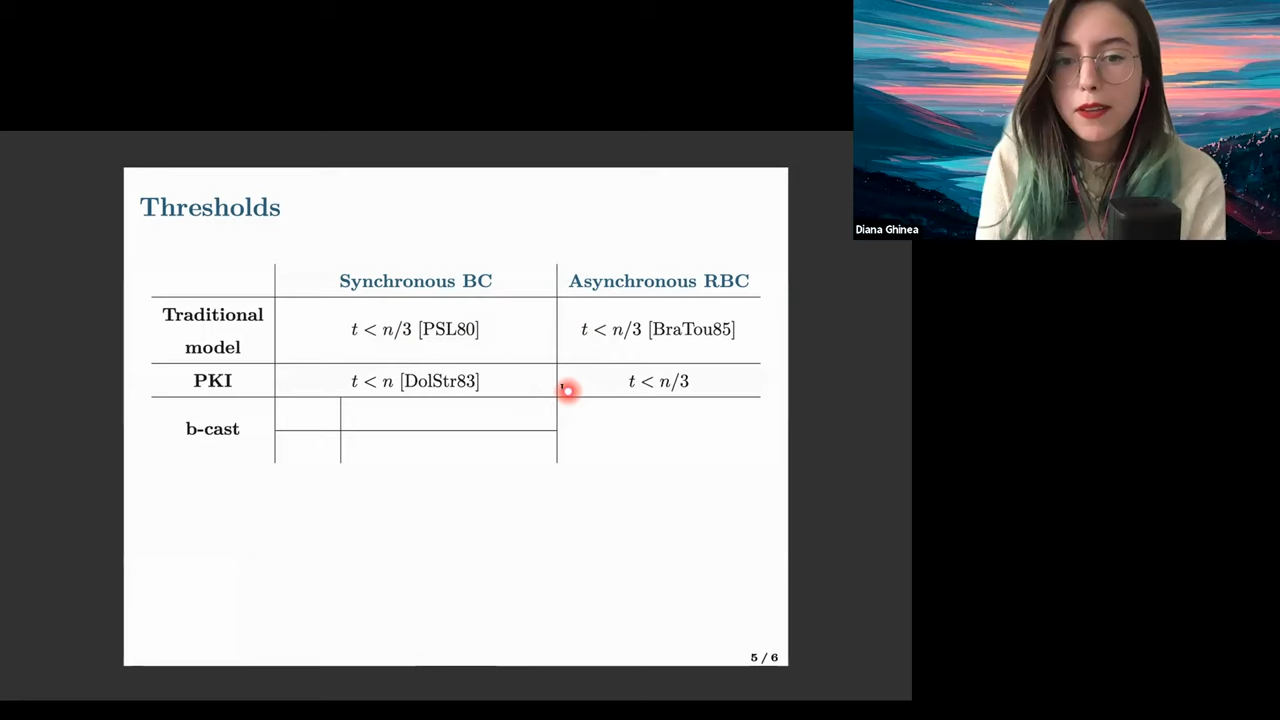 Diana Ghinea
Thresholds
Synchronous BC Asynchronous RBC
Traditional
model
t < n/3 [PSL80] t < n/3 [BraTou85]
PKI t < n [DolStr83] t < n/3
b-cast
5 / 6